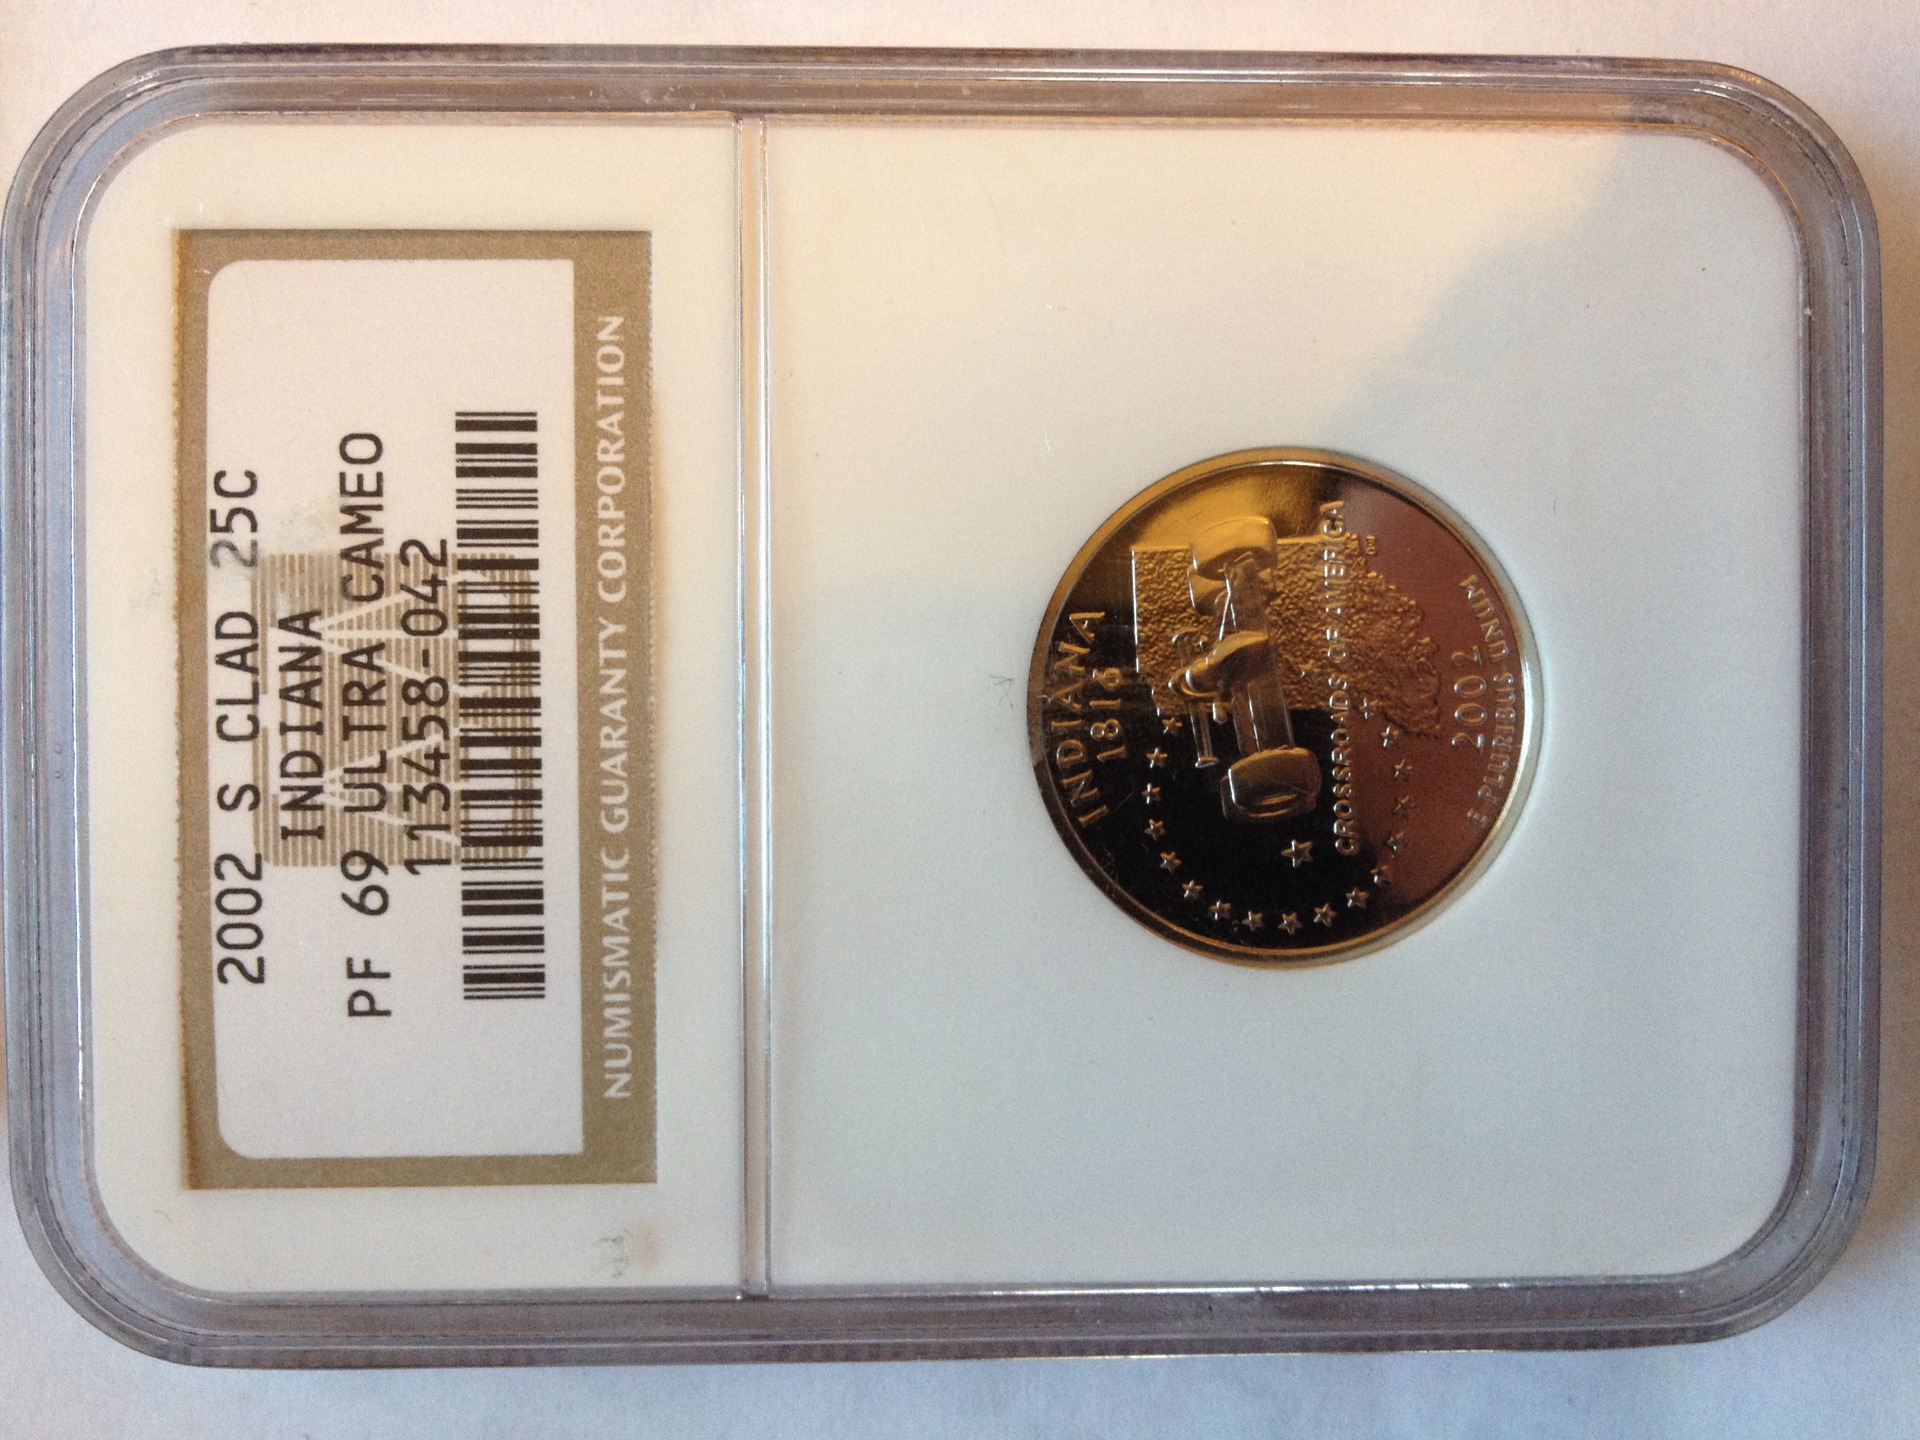 2002 S CLAD 25C
INDIANA
PF 69 ULTRA CAMEO
113458-042
NUMISMATIC GUARANTY CORPORATION
INDIANA
1816
CROSSROADS OF AMERICA
2002
E PLURIBUS UNUM